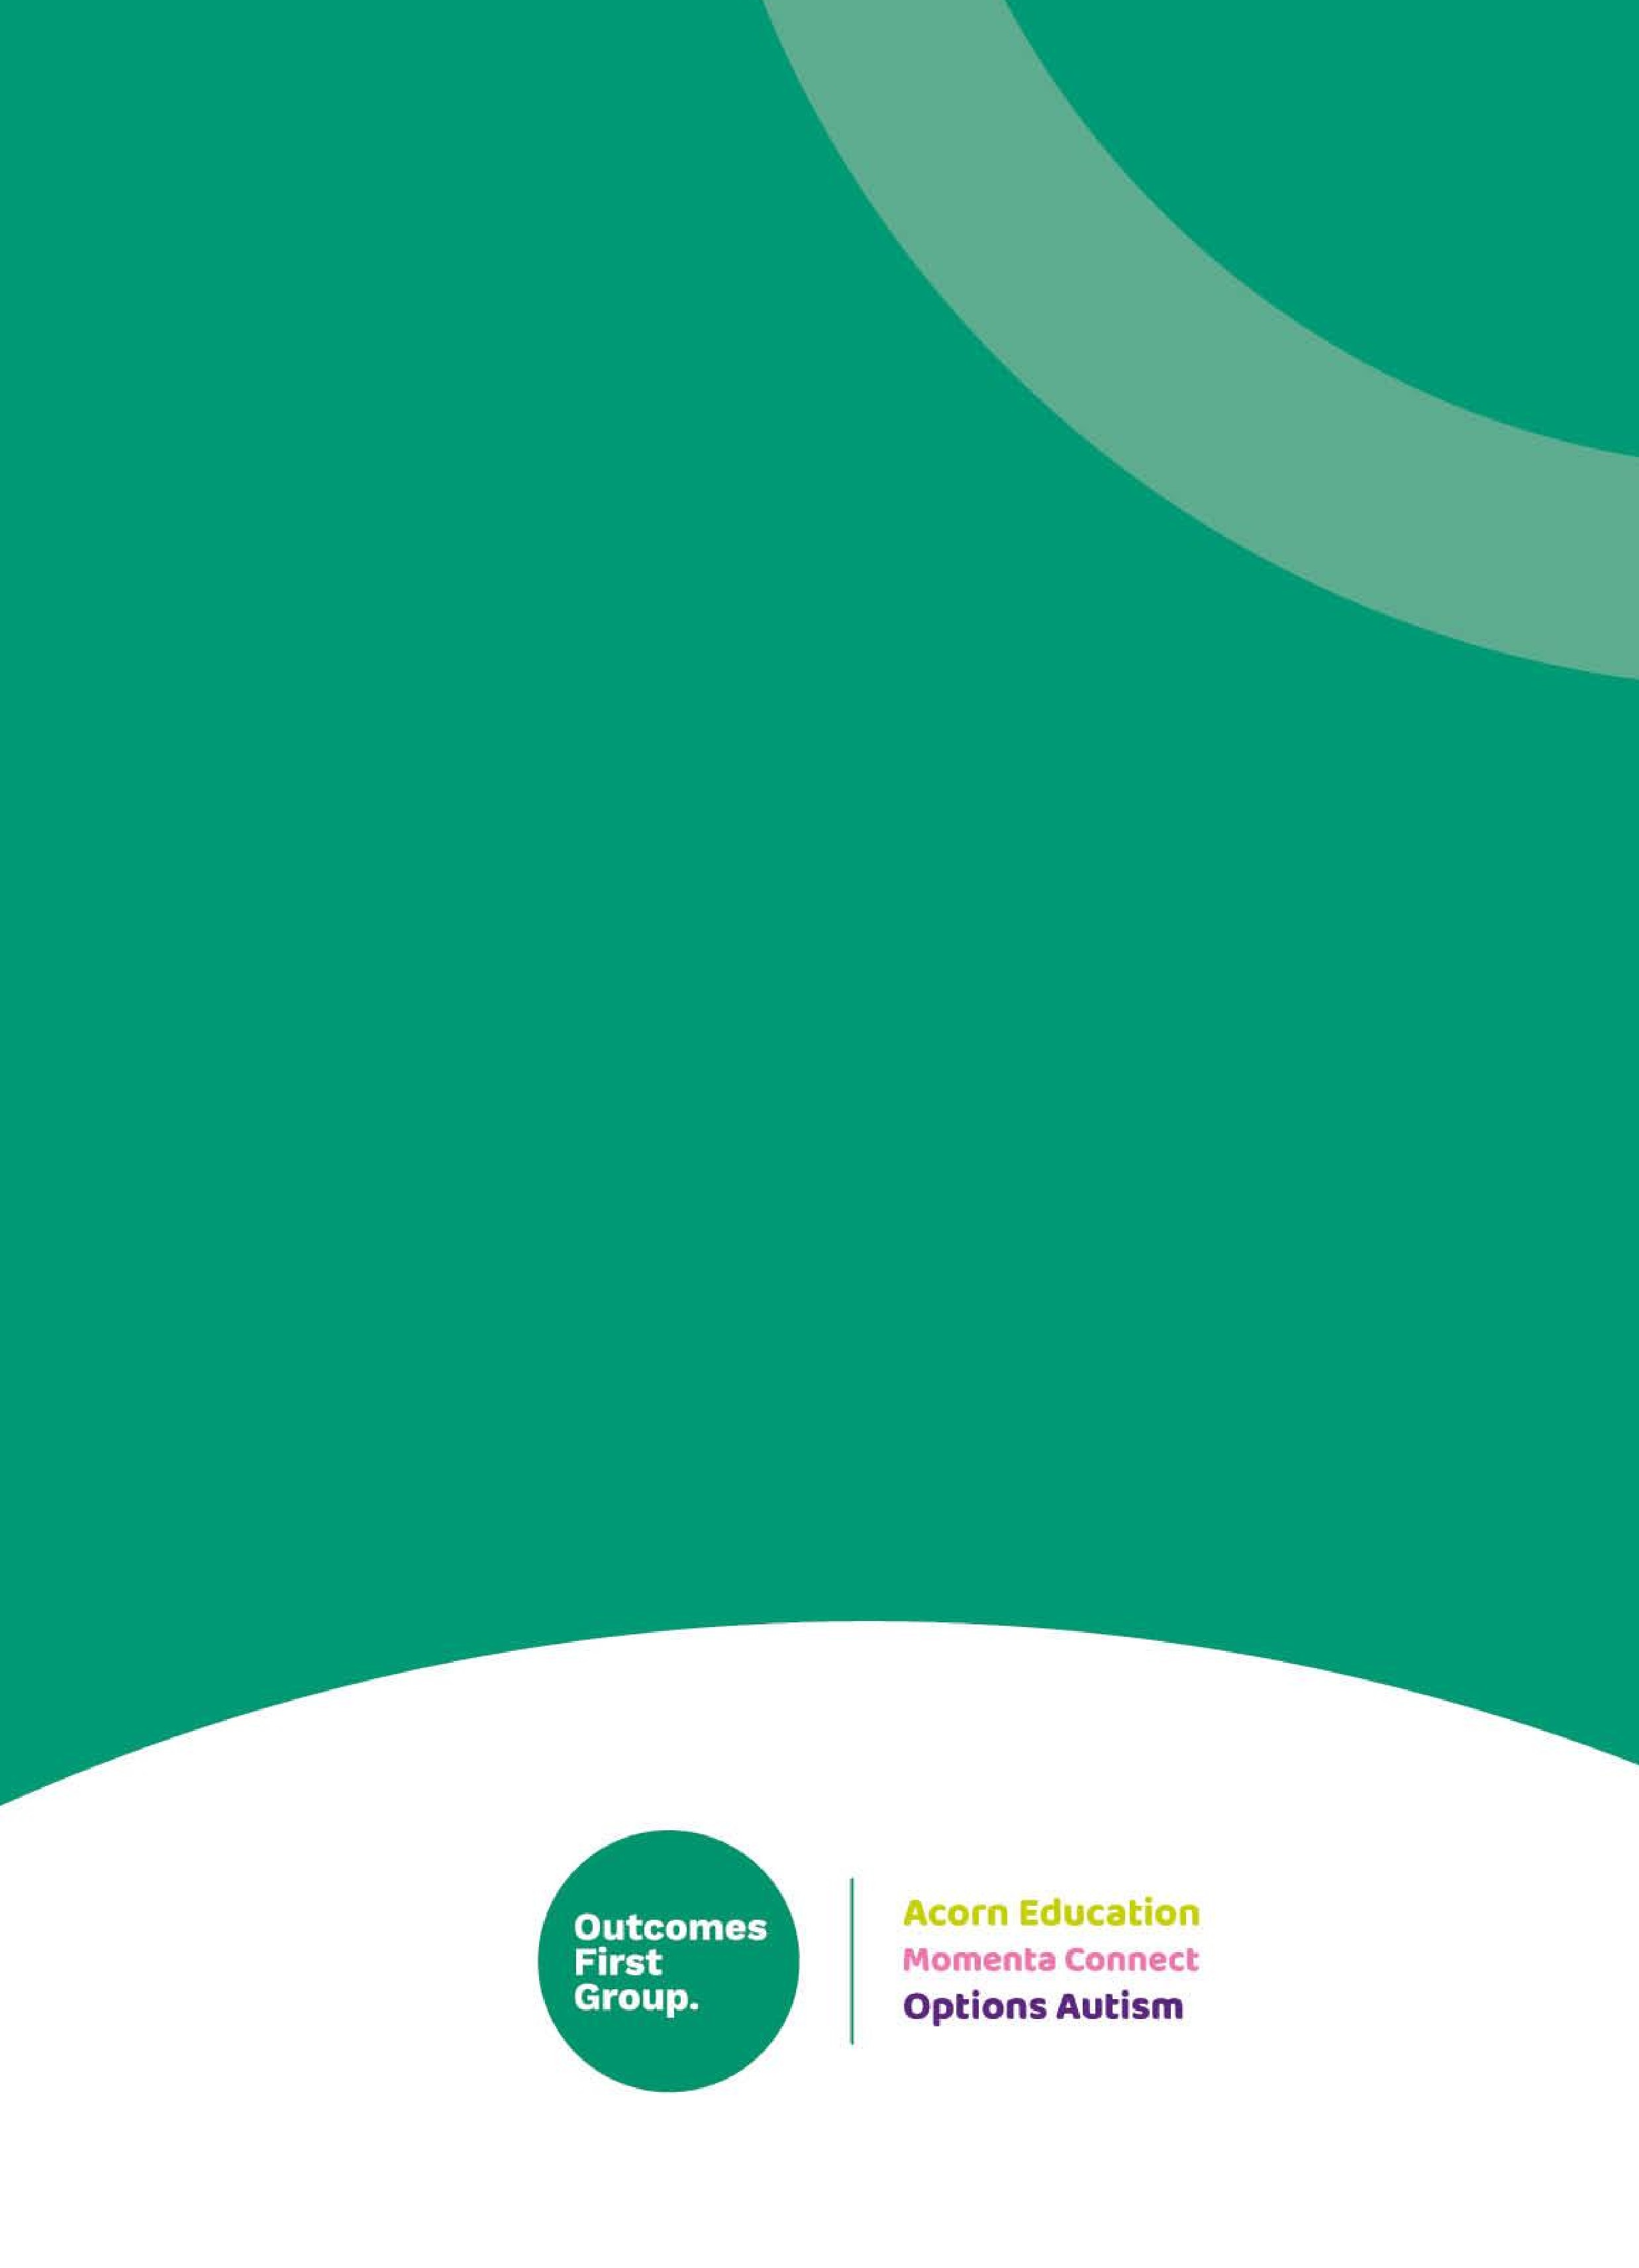 Outcomes
First
Group.
Acorn Education
Momenta Connect
Options Autism